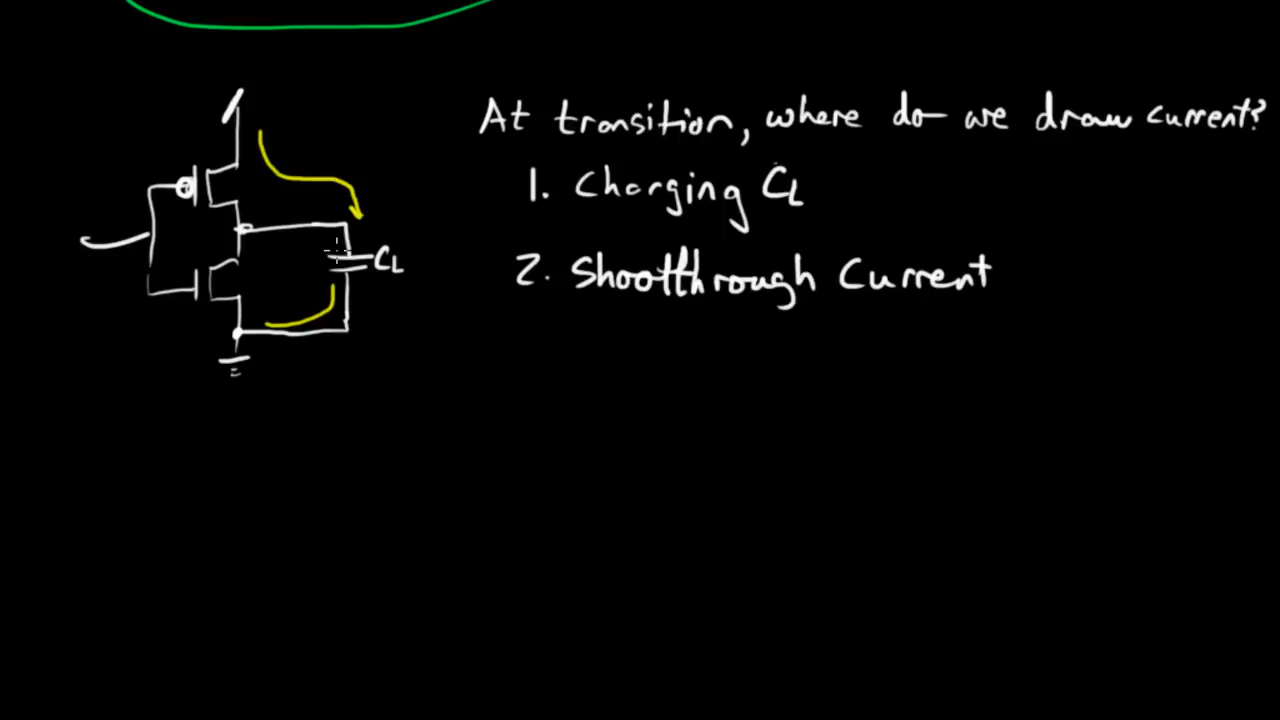 At transition, where do we draw current?
1. Charging CL
2. Shootthrough Current
CL